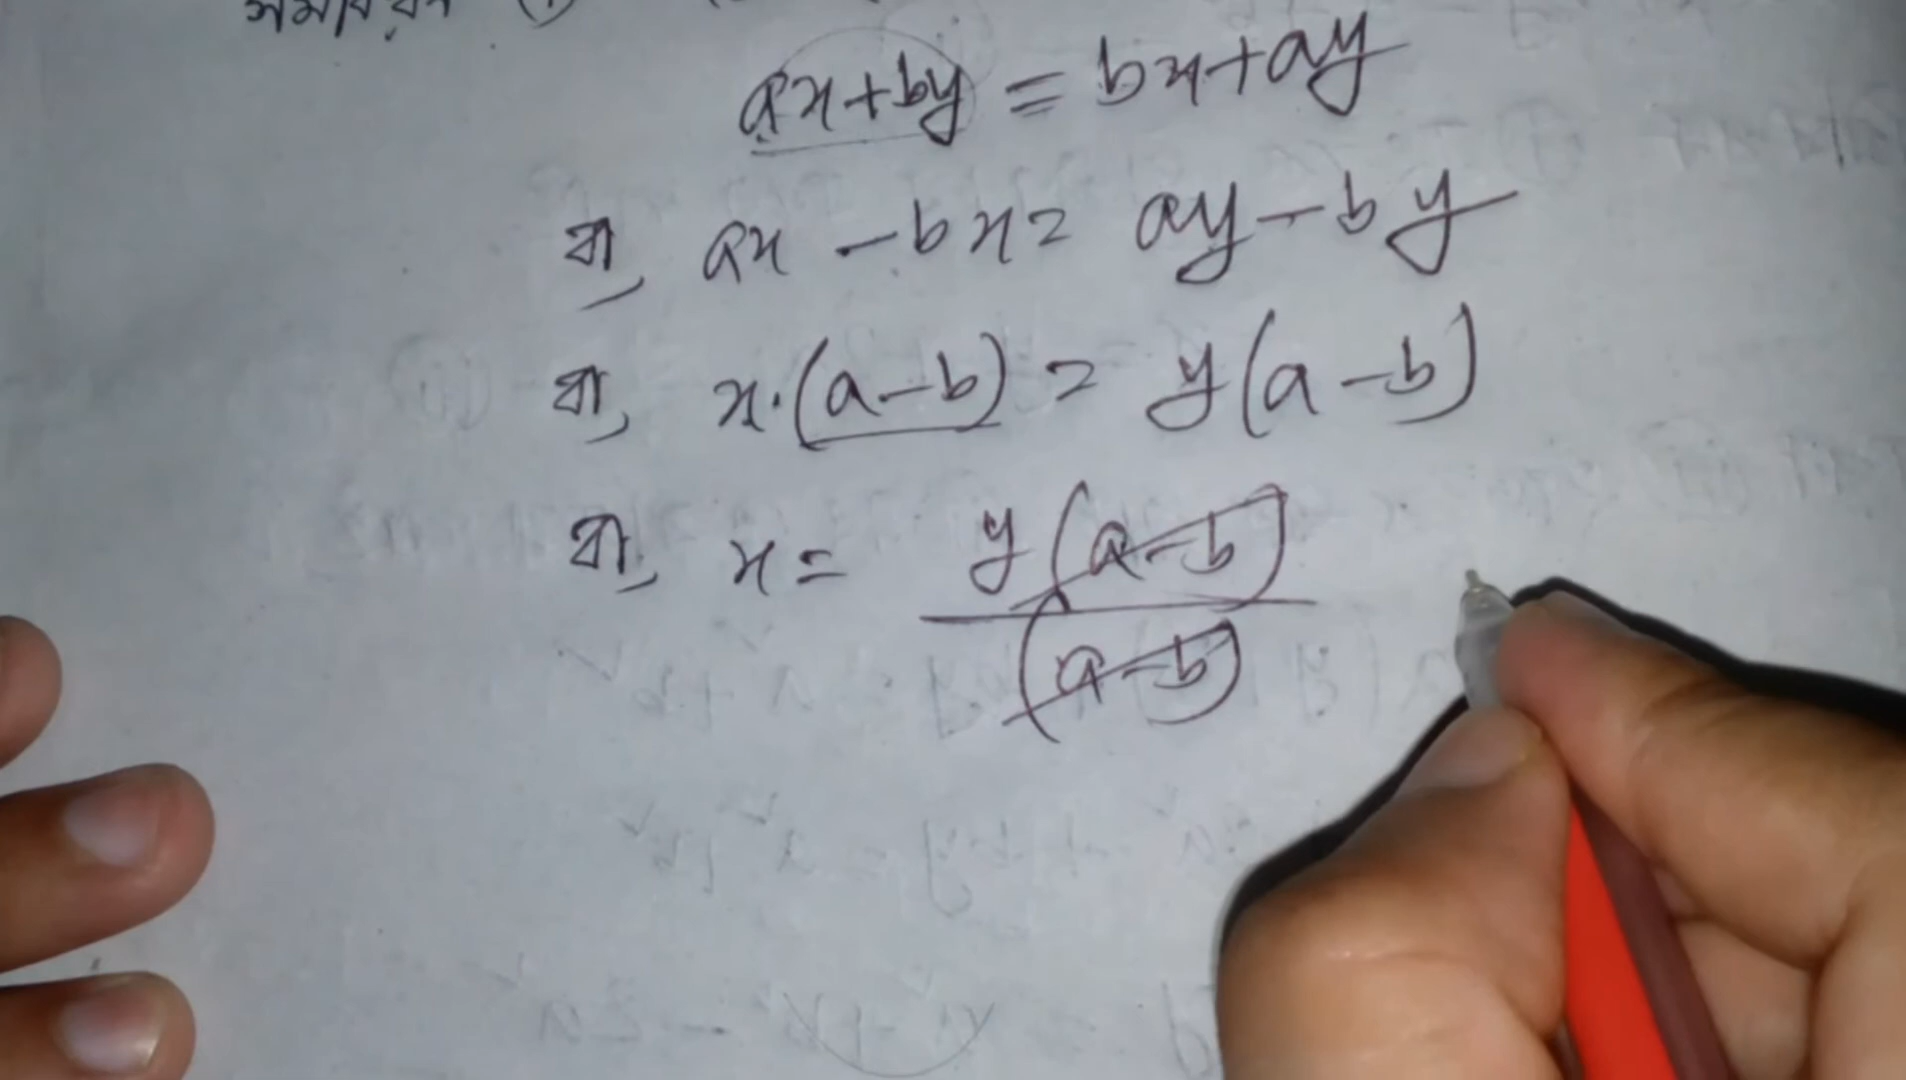 ax+by = bx+ay
বা, ax - bx = ay - by
বা, x·(a-b) = y(a-b)
বা, x = y(a-b)
(a-b)